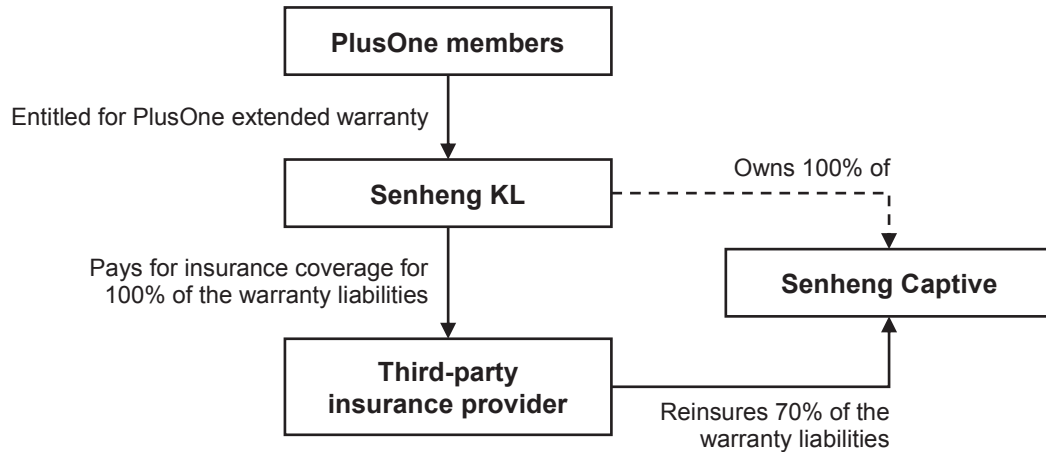 PlusOne members
Entitled for PlusOne extended warranty
Owns 100% of
Senheng KL
Pays for insurance coverage for
100% of the warranty liabilities
Senheng Captive
Third-party
insurance provider
Reinsures 70% of the
warranty liabilities